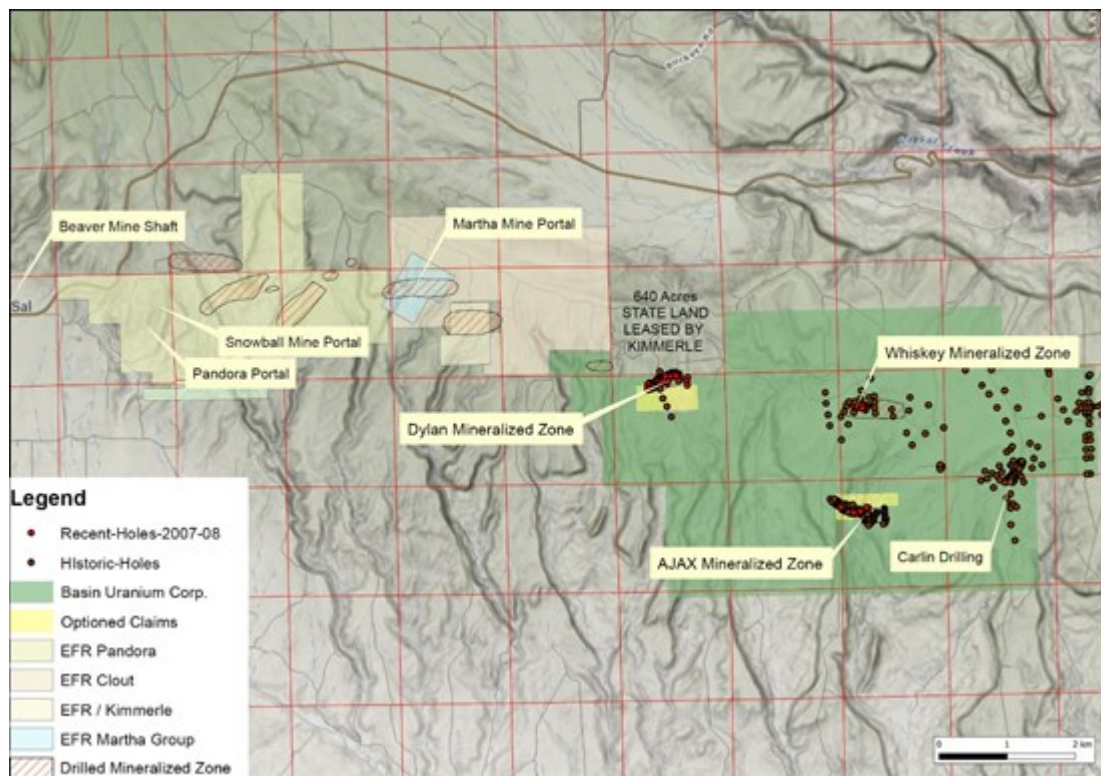 Beaver Mine Shaft
Martha Mine Portal
Sal
640 Acres
STATE LAND
LEASED BY
KIMMERLE
Snowball Mine Portal
Pandora Portal
Whiskey Mineralized Zone
Dylan Mineralized Zone
AJAX Mineralized Zone
Carlin Drilling
Legend
Recent-Holes-2007-08
HIstoric-Holes
Basin Uranium Corp.
Optioned Claims
EFR Pandora
EFR Clout
EFR / Kimmerle
EFR Martha Group
Drilled Mineralized Zone
0 1 2 km